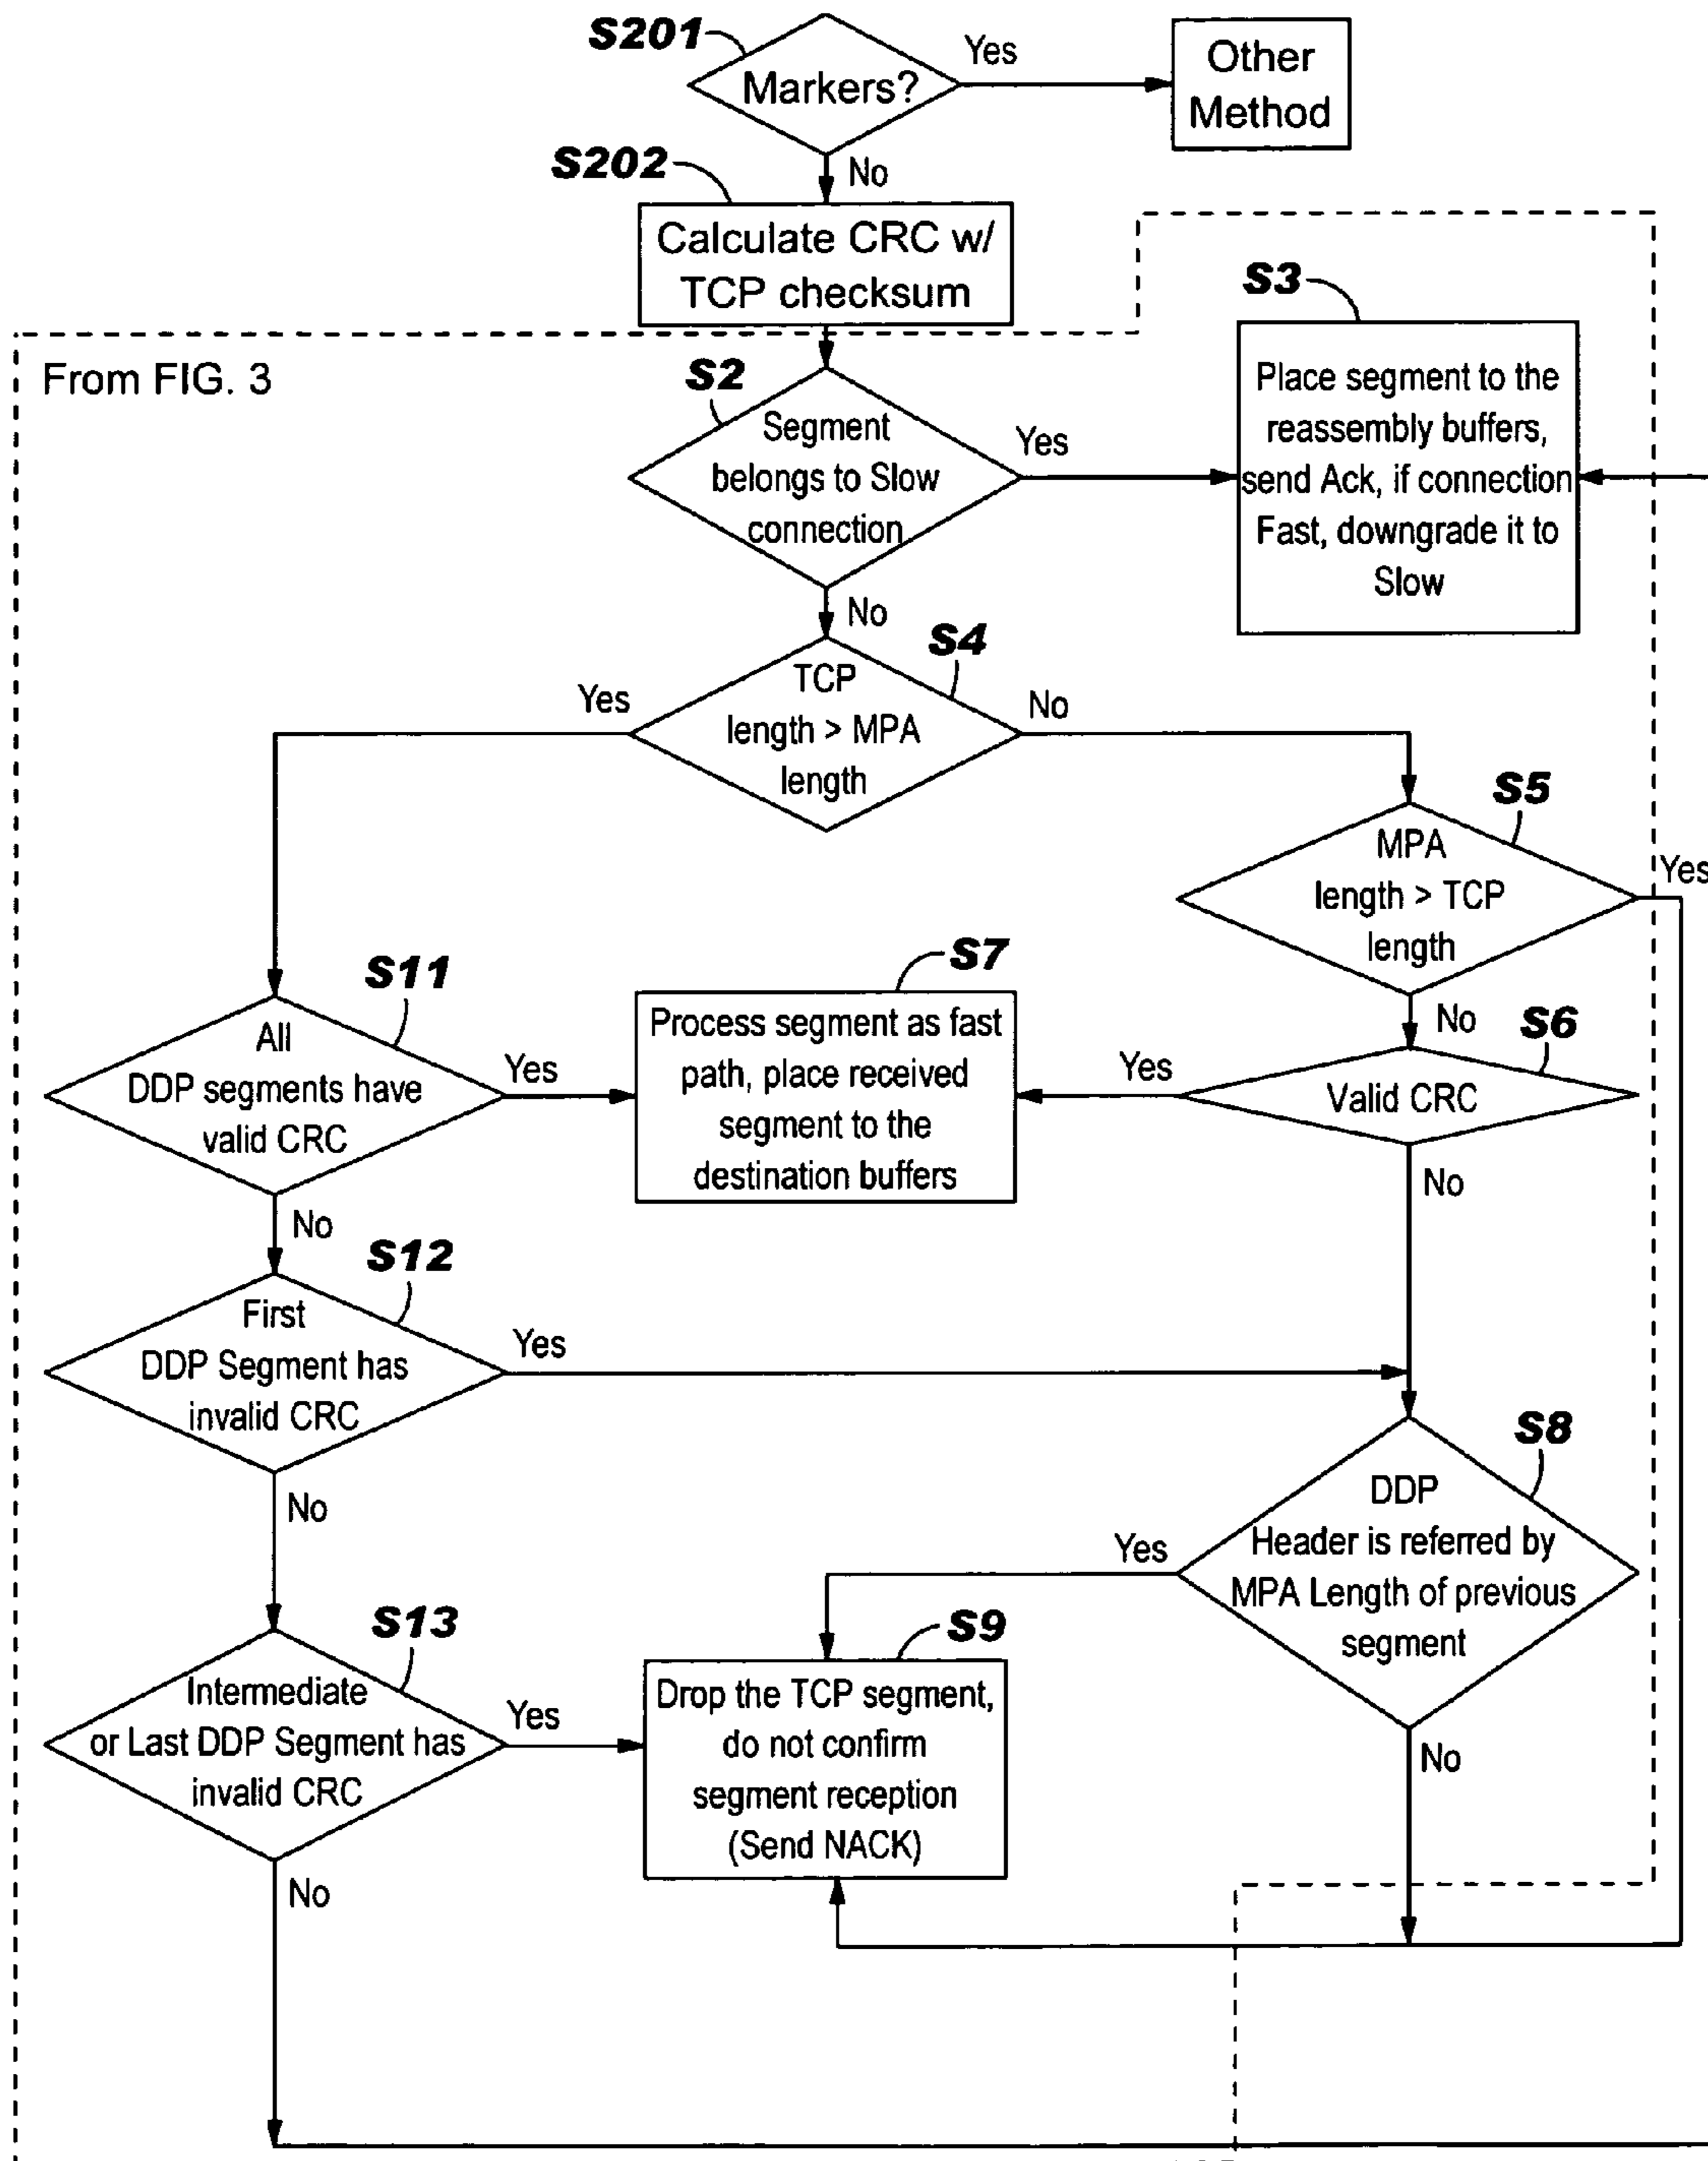 S201
Markers?
Yes
Other
Method
No
S202
Calculate CRC w/
TCP checksum
From FIG. 3
S2
Segment
belongs to Slow
connection
Yes
No
S3
Place segment to the
reassembly buffers,
send Ack, if connection
Fast, downgrade it to
Slow
S4
TCP
length > MPA
length
Yes
No
S5
MPA
length > TCP
length
Yes
No
S11
All
DDP segments have
valid CRC
Yes
No
S7
Process segment as fast
path, place received
segment to the
destination buffers
S6
Valid CRC
Yes
No
S12
First
DDP Segment has
invalid CRC
Yes
No
S8
DDP
Header is referred by
MPA Length of previous
segment
Yes
No
S13
Intermediate
or Last DDP Segment has
invalid CRC
Yes
No
S9
Drop the TCP segment,
do not confirm
segment reception
(Send NACK)